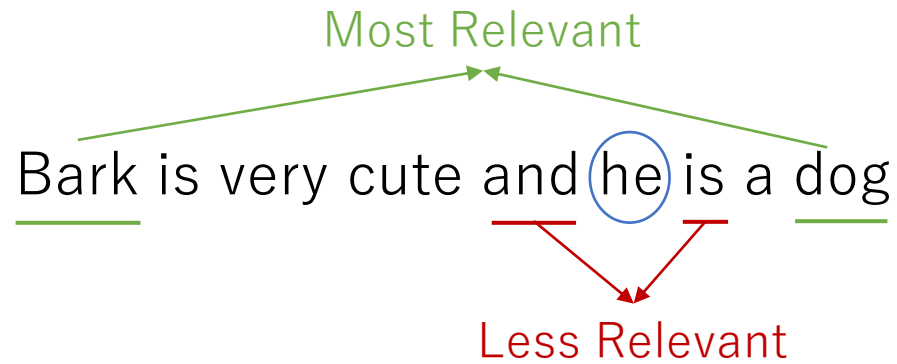 Most Relevant
Bark is very cute and he is a dog
Less Relevant